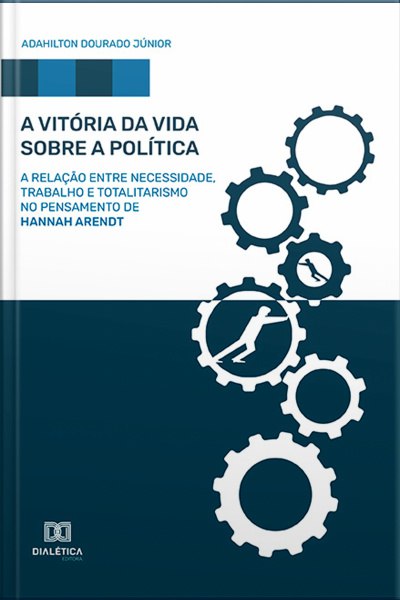 ADAHILTON DOURADO JÚNIOR
A VITÓRIA DA VIDA
SOBRE A POLÍTICA
A RELAÇÃO ENTRE NECESSIDADE,
TRABALHO E TOTALITARISMO
NO PENSAMENTO DE
HANNAH ARENDT
DIALÉTICA
EDITORA